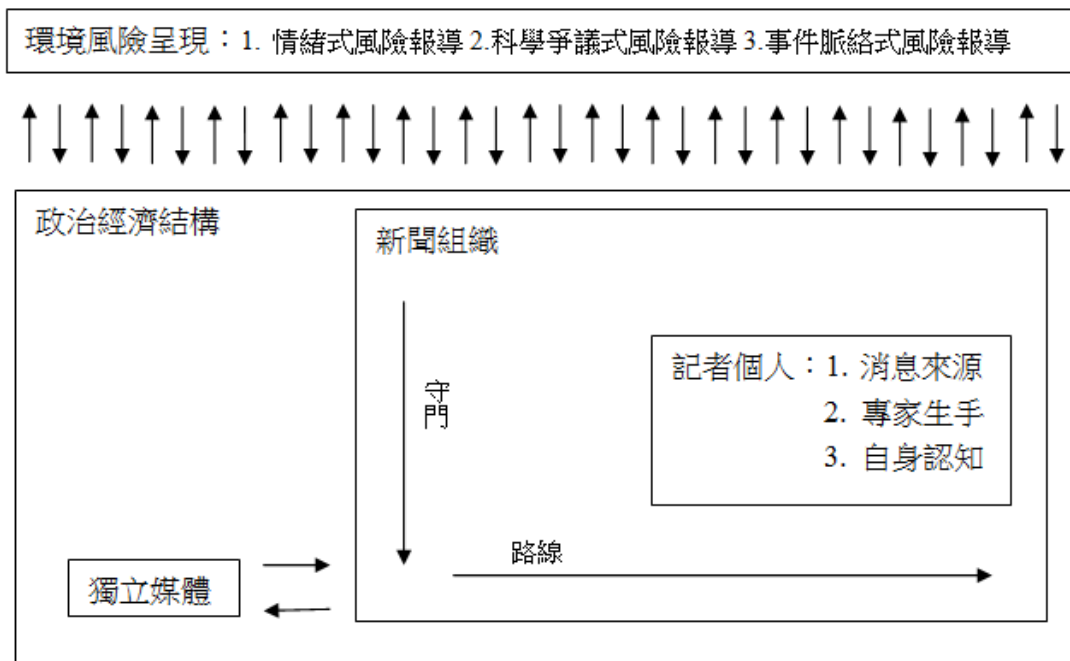 環境風險呈現：1. 情緒式風險報導 2.科學爭議式風險報導 3.事件脈絡式風險報導
政治經濟結構
新聞組織
守門
記者個人：1. 消息來源
2. 專家生手
3. 自身認知
路線
獨立媒體